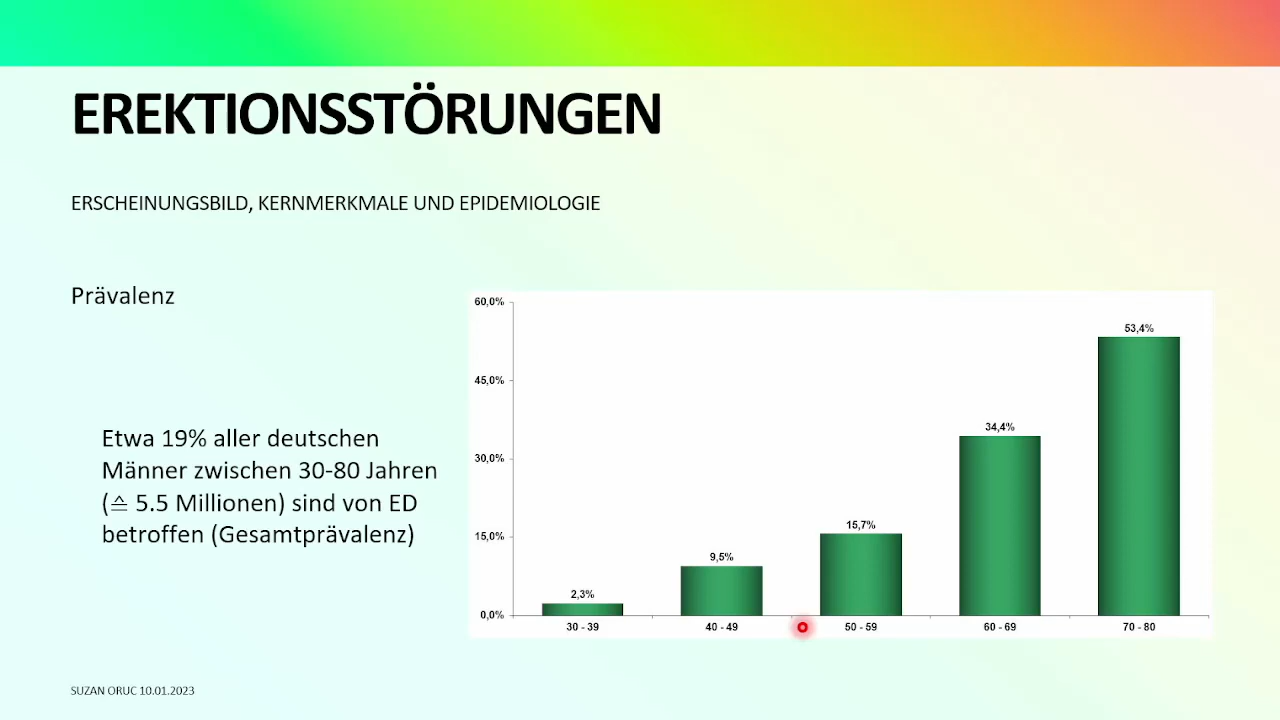 EREKTIONSSTÖRUNGEN
ERSCHEINUNGSBILD, KERNMERKMALE UND EPIDEMIOLOGIE
Prävalenz
Etwa 19% aller deutschen
Männer zwischen 30-80 Jahren
(≙ 5.5 Millionen) sind von ED
betroffen (Gesamtprävalenz)
60,0%
45,0%
30,0%
15,0%
0,0%
2,3%
9,5%
15,7%
34,4%
53,4%
30 - 39
40 - 49
50 - 59
60 - 69
70 - 80
SUZAN ORUC 10.01.2023